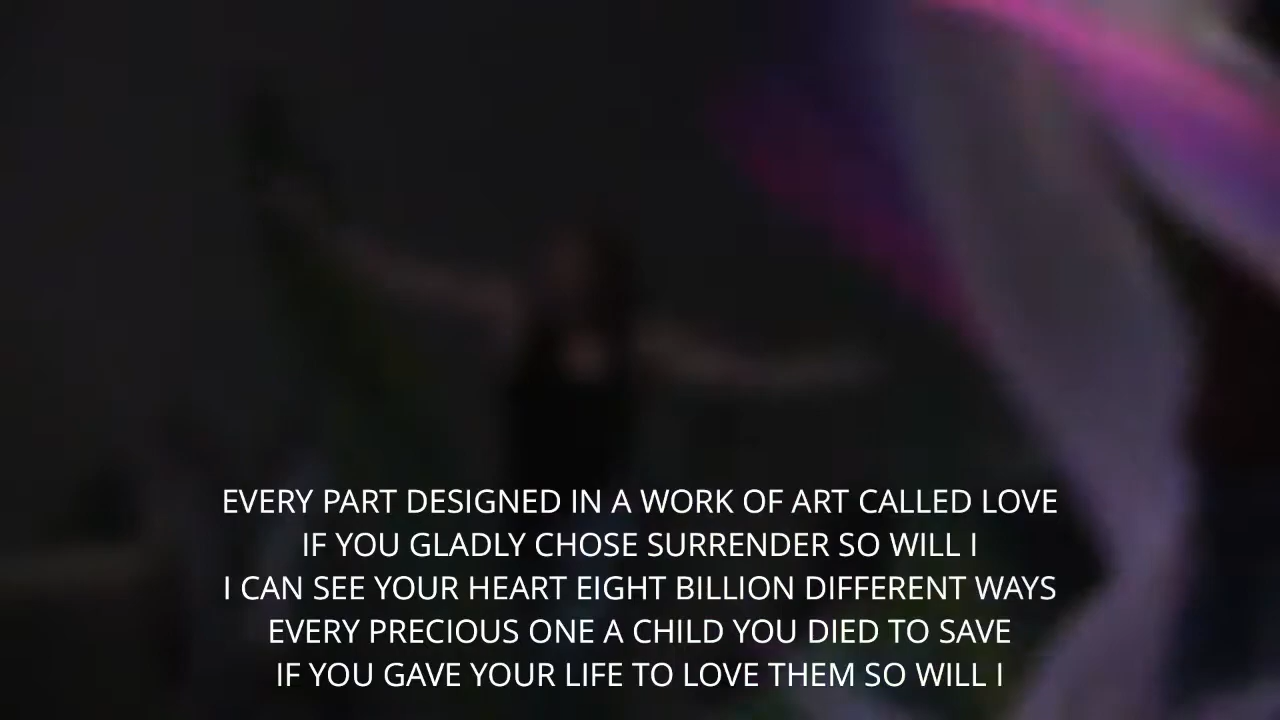 EVERY PART DESIGNED IN A WORK OF ART CALLED LOVE
IF YOU GLADLY CHOSE SURRENDER SO WILL I
I CAN SEE YOUR HEART EIGHT BILLION DIFFERENT WAYS
EVERY PRECIOUS ONE A CHILD YOU DIED TO SAVE
IF YOU GAVE YOUR LIFE TO LOVE THEM SO WILL I